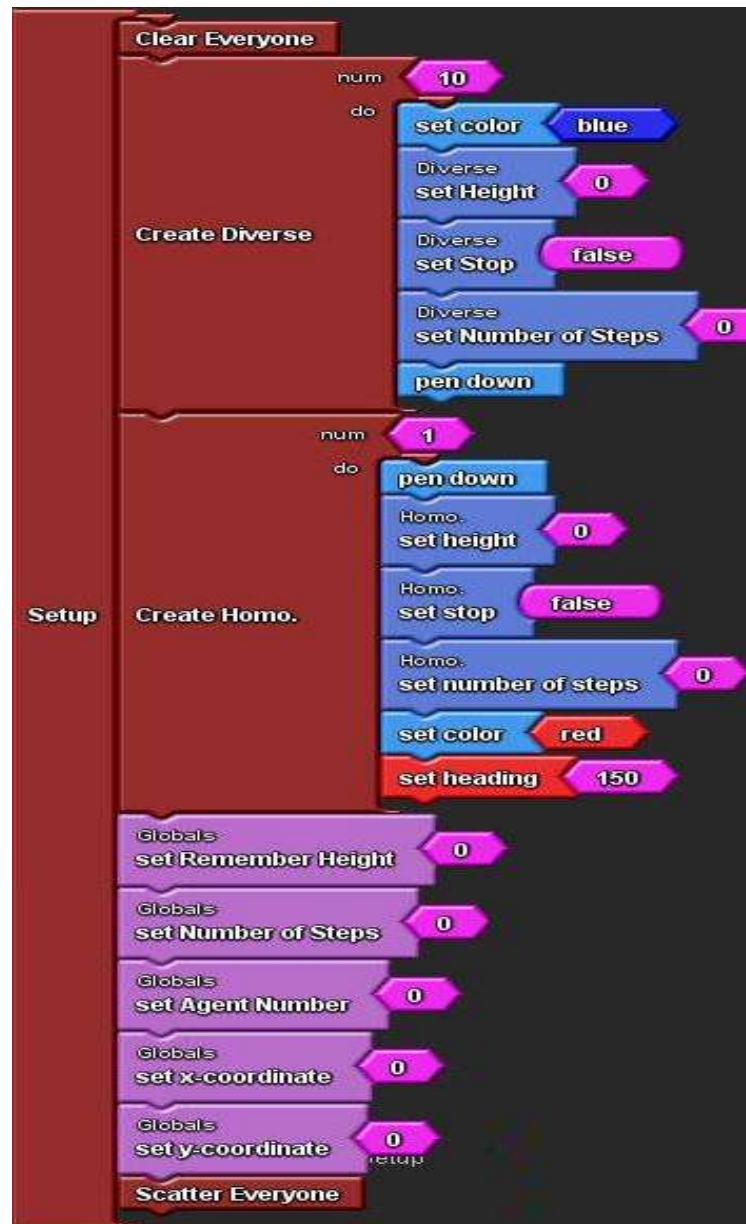 Clear Everyone
num 10
do
set color blue
Diverse
set Height 0
Create Diverse
Diverse
set Stop false
Diverse
set Number of Steps 0
pen down
num 1
do
pen down
Homo.
set height 0
Setup
Create Homo.
Homo.
set stop false
Homo.
set number of steps 0
set color red
set heading 150
Globals
set Remember Height 0
Globals
set Number of Steps 0
Globals
set Agent Number 0
Globals
set x-coordinate 0
Globals
set y-coordinate 0
Scatter Everyone